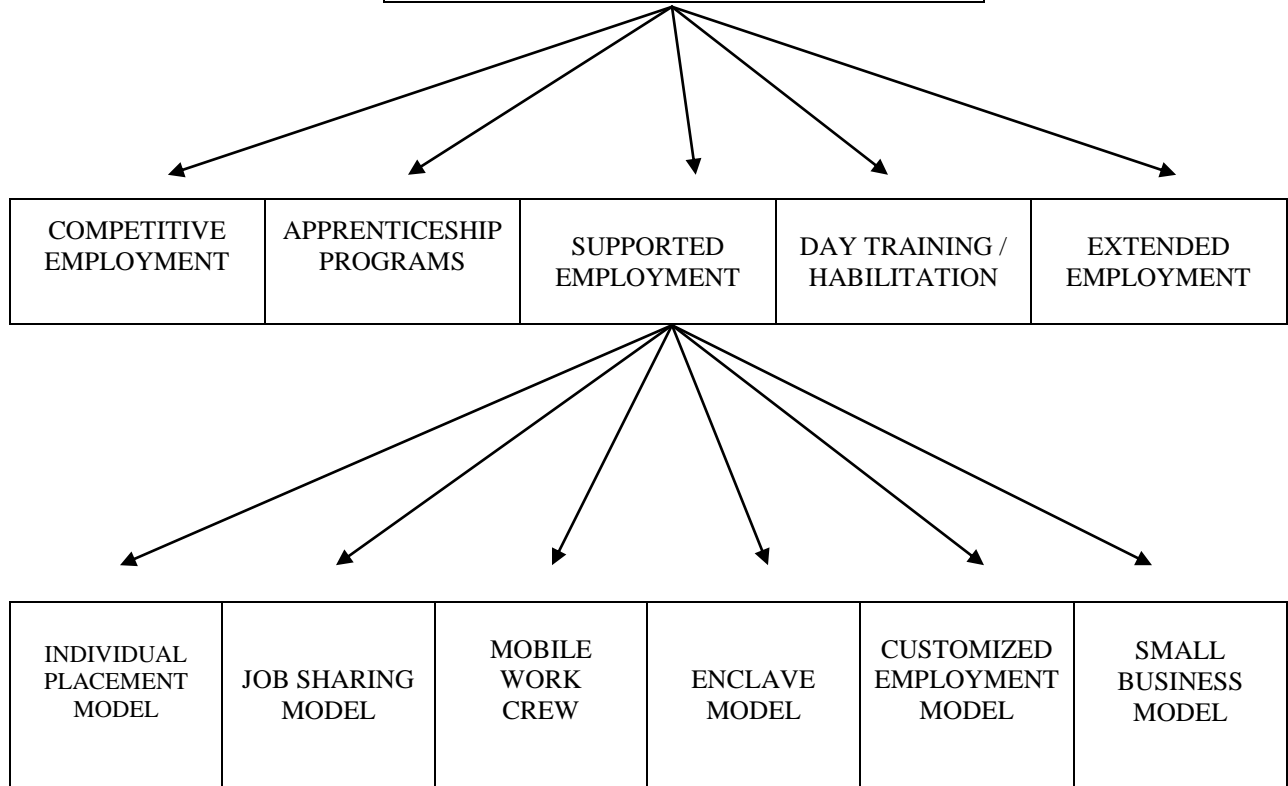 COMPETITIVE
EMPLOYMENT
APPRENTICESHIP
PROGRAMS
SUPPORTED
EMPLOYMENT
DAY TRAINING /
HABILITATION
EXTENDED
EMPLOYMENT
INDIVIDUAL
PLACEMENT
MODEL
JOB SHARING
MODEL
MOBILE
WORK
CREW
ENCLAVE
MODEL
CUSTOMIZED
EMPLOYMENT
MODEL
SMALL
BUSINESS
MODEL